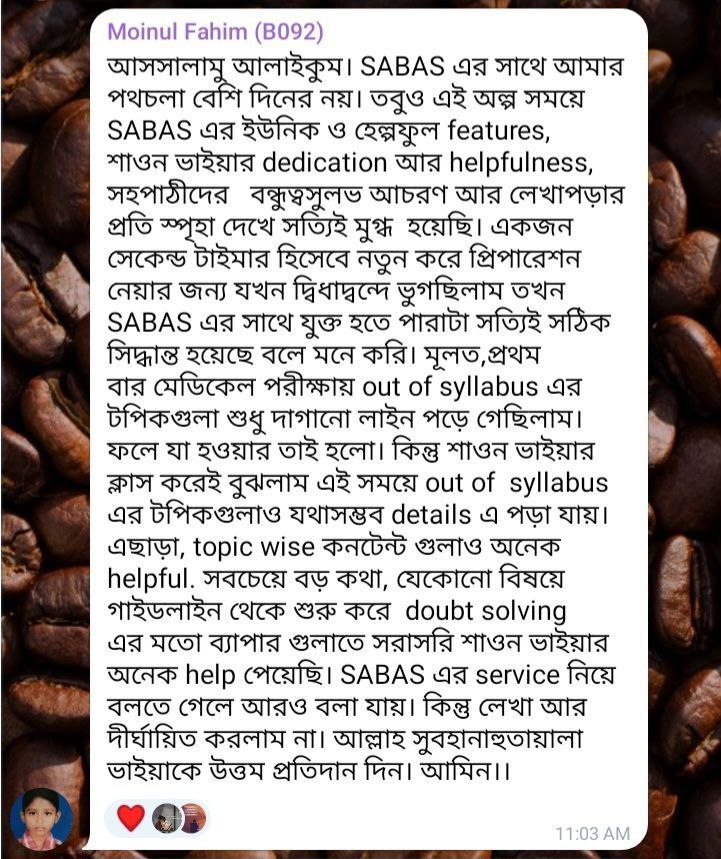 Moinul Fahim (B092)
আসসালামু আলাইকুম। SABAS এর সাথে আমার
পথচলা বেশি দিনের নয়। তবুও এই অল্প সময়ে
SABAS এর ইউনিক ও হেল্পফুল features,
শাওন ভাইয়ার dedication আর helpfulness,
সহপাঠীদের বন্ধুত্বসুলভ আচরণ আর লেখাপড়ার
প্রতি স্পৃহা দেখে সত্যিই মুগ্ধ হয়েছি। একজন
সেকেন্ড টাইমার হিসেবে নতুন করে প্রিপারেশন
নেয়ার জন্য যখন দ্বিধাদ্বন্দে ভুগছিলাম তখন
SABAS এর সাথে যুক্ত হতে পারাটা সত্যিই সঠিক
সিদ্ধান্ত হয়েছে বলে মনে করি। মূলত,প্রথম
বার মেডিকেল পরীক্ষায় out of syllabus এর
টপিকগুলা শুধু দাগানো লাইন পড়ে গেছিলাম।
ফলে যা হওয়ার তাই হলো। কিন্তু শাওন ভাইয়ার
ক্লাস করেই বুঝলাম এই সময়ে out of syllabus
এর টপিকগুলাও যথাসম্ভব details এ পড়া যায়।
এছাড়া, topic wise কনটেন্ট গুলাও অনেক
helpful. সবচেয়ে বড় কথা, যেকোনো বিষয়ে
গাইডলাইন থেকে শুরু করে doubt solving
এর মতো ব্যাপার গুলাতে সরাসরি শাওন ভাইয়ার
অনেক help পেয়েছি। SABAS এর service নিয়ে
বলতে গেলে আরও বলা যায়। কিন্তু লেখা আর
দীর্ঘায়িত করলাম না। আল্লাহ সুবহানাহুতায়ালা
ভাইয়াকে উত্তম প্রতিদান দিন। আমিন।।
11:03 AM